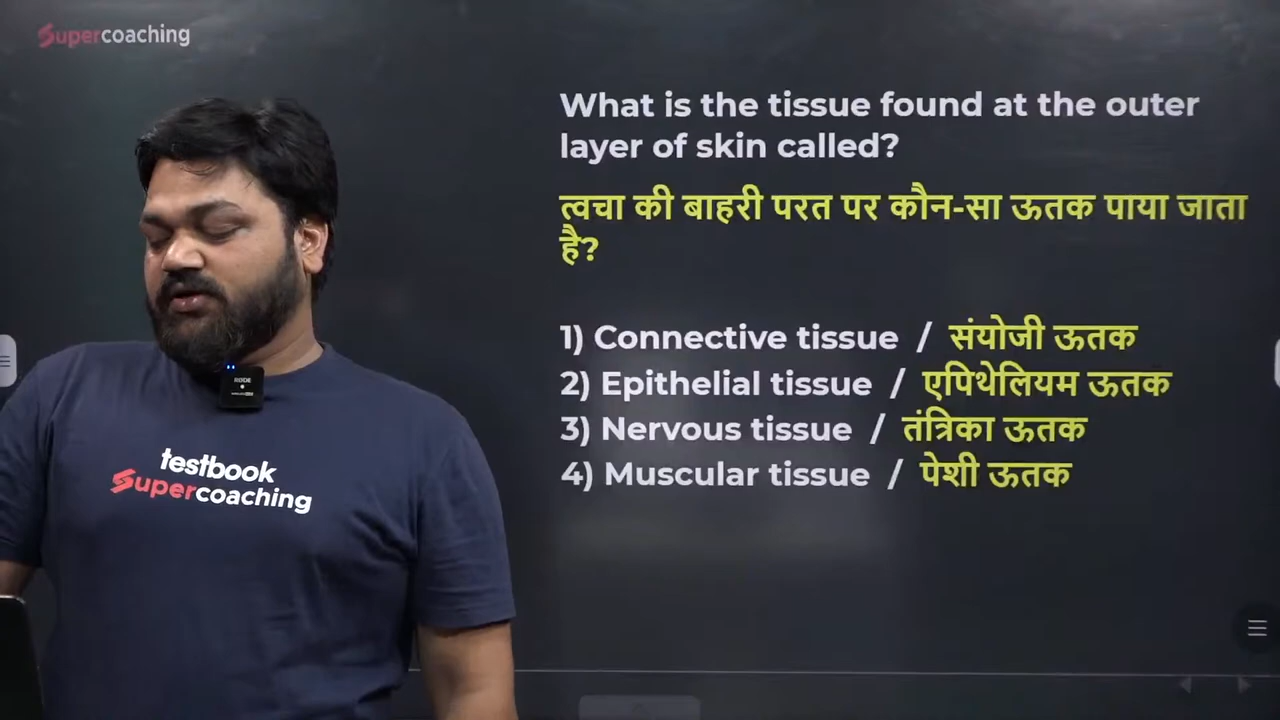 Supercoaching
What is the tissue found at the outer
layer of skin called?
त्वचा की बाहरी परत पर कौन-सा ऊतक पाया जाता
है?
1) Connective tissue / संयोजी ऊतक
2) Epithelial tissue / एपिथेलियम ऊतक
3) Nervous tissue / तंत्रिका ऊतक
4) Muscular tissue / पेशी ऊतक
RØDE
testbook
Supercoaching